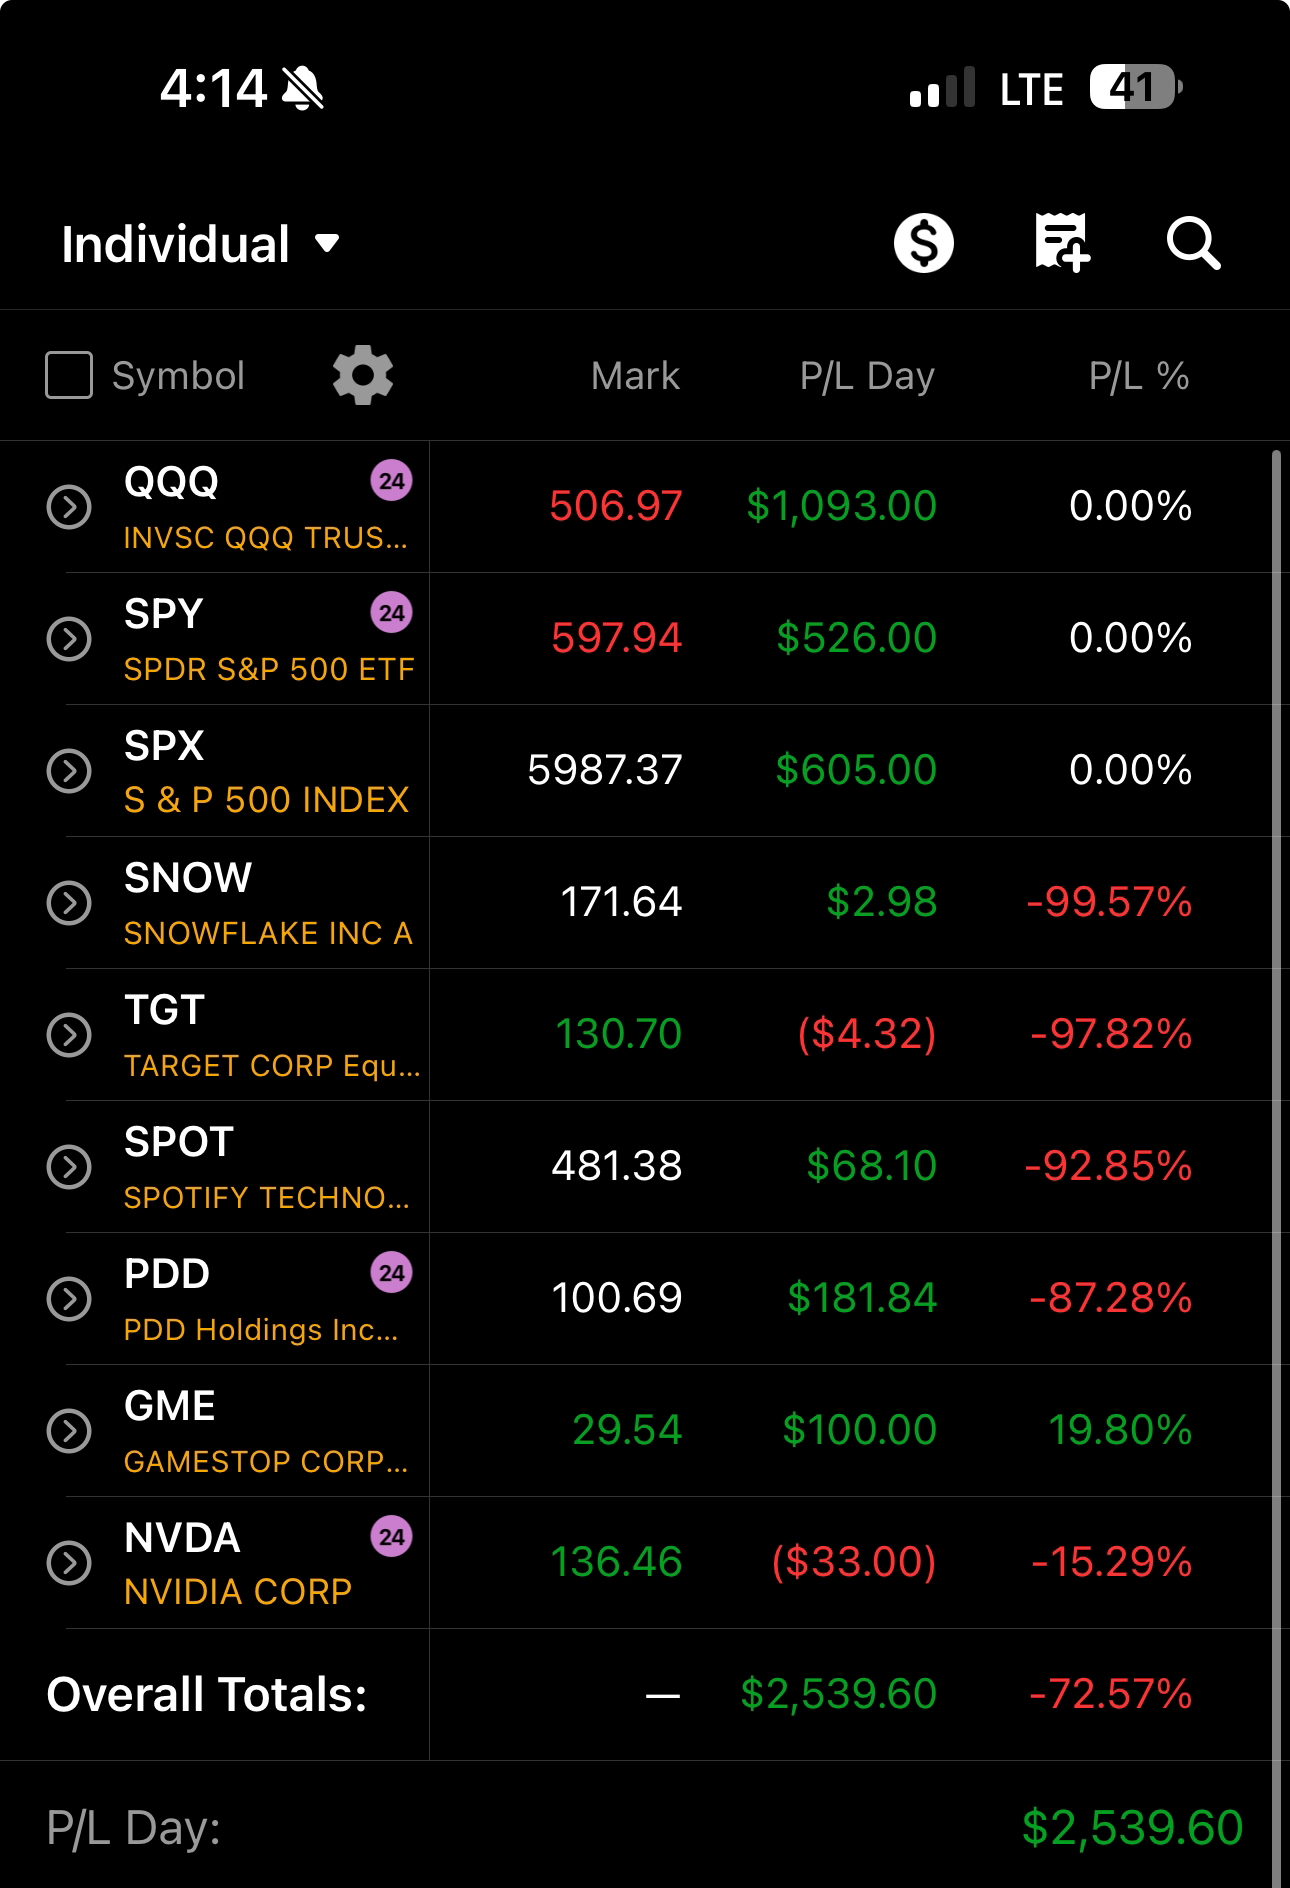 4:14 LTE 41
Individual
Symbol Mark P/L Day P/L %
QQQ 24 506.97 $1,093.00 0.00%
INVSC QQQ TRUS...
SPY 24 597.94 $526.00 0.00%
SPDR S&P 500 ETF
SPX 5987.37 $605.00 0.00%
S & P 500 INDEX
SNOW 171.64 $2.98 -99.57%
SNOWFLAKE INC A
TGT 130.70 ($4.32) -97.82%
TARGET CORP Equ...
SPOT 481.38 $68.10 -92.85%
SPOTIFY TECHNO...
PDD 24 100.69 $181.84 -87.28%
PDD Holdings Inc...
GME 29.54 $100.00 19.80%
GAMESTOP CORP...
NVDA 24 136.46 ($33.00) -15.29%
NVIDIA CORP
Overall Totals: — $2,539.60 -72.57%
P/L Day: $2,539.60